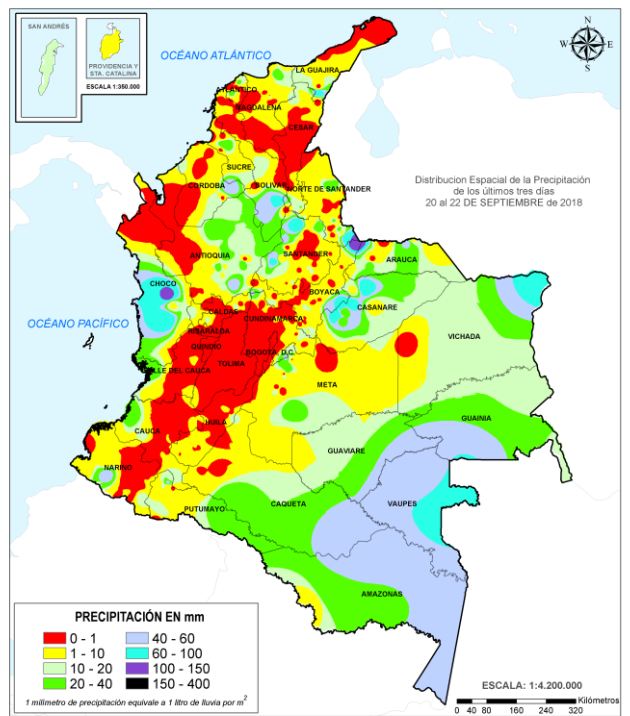 SAN ANDRÉS
PROVIDENCIA Y
STA. CATALINA
ESCALA 1:350.000
OCÉANO ATLÁNTICO
N
W
E
S
LA GUAJIRA
ATLANTICO
MAGDALENA
CESAR
SUCRE
CORDOBA
BOLIVAR
NORTE DE SANTANDER
Distribucion Espacial de la Precipitación
de los últimos tres días
20 al 22 DE SEPTIEMBRE de 2018
ANTIOQUIA
SANTANDER
ARAUCA
CHOCO
BOYACA
CASANARE
CALDAS
CUNDINAMARCA
OCÉANO PACÍFICO
RISARALDA
VICHADA
QUINDIO
BOGOTA, D.C.
TOLIMA
VALLE DEL CAUCA
META
GUAINIA
HUILA
CAUCA
GUAVIARE
NARIÑO
CAQUETA
VAUPES
PUTUMAYO
AMAZONAS
PRECIPITACIÓN EN mm
0 - 1
40 - 60
1 - 10
60 - 100
10 - 20
100 - 150
20 - 40
150 - 400
1 milimetro de precipitación equivale a 1 litro de lluvia por m2
ESCALA: 1:4.200.000
Kilómetros
0 40 80 160 240 320